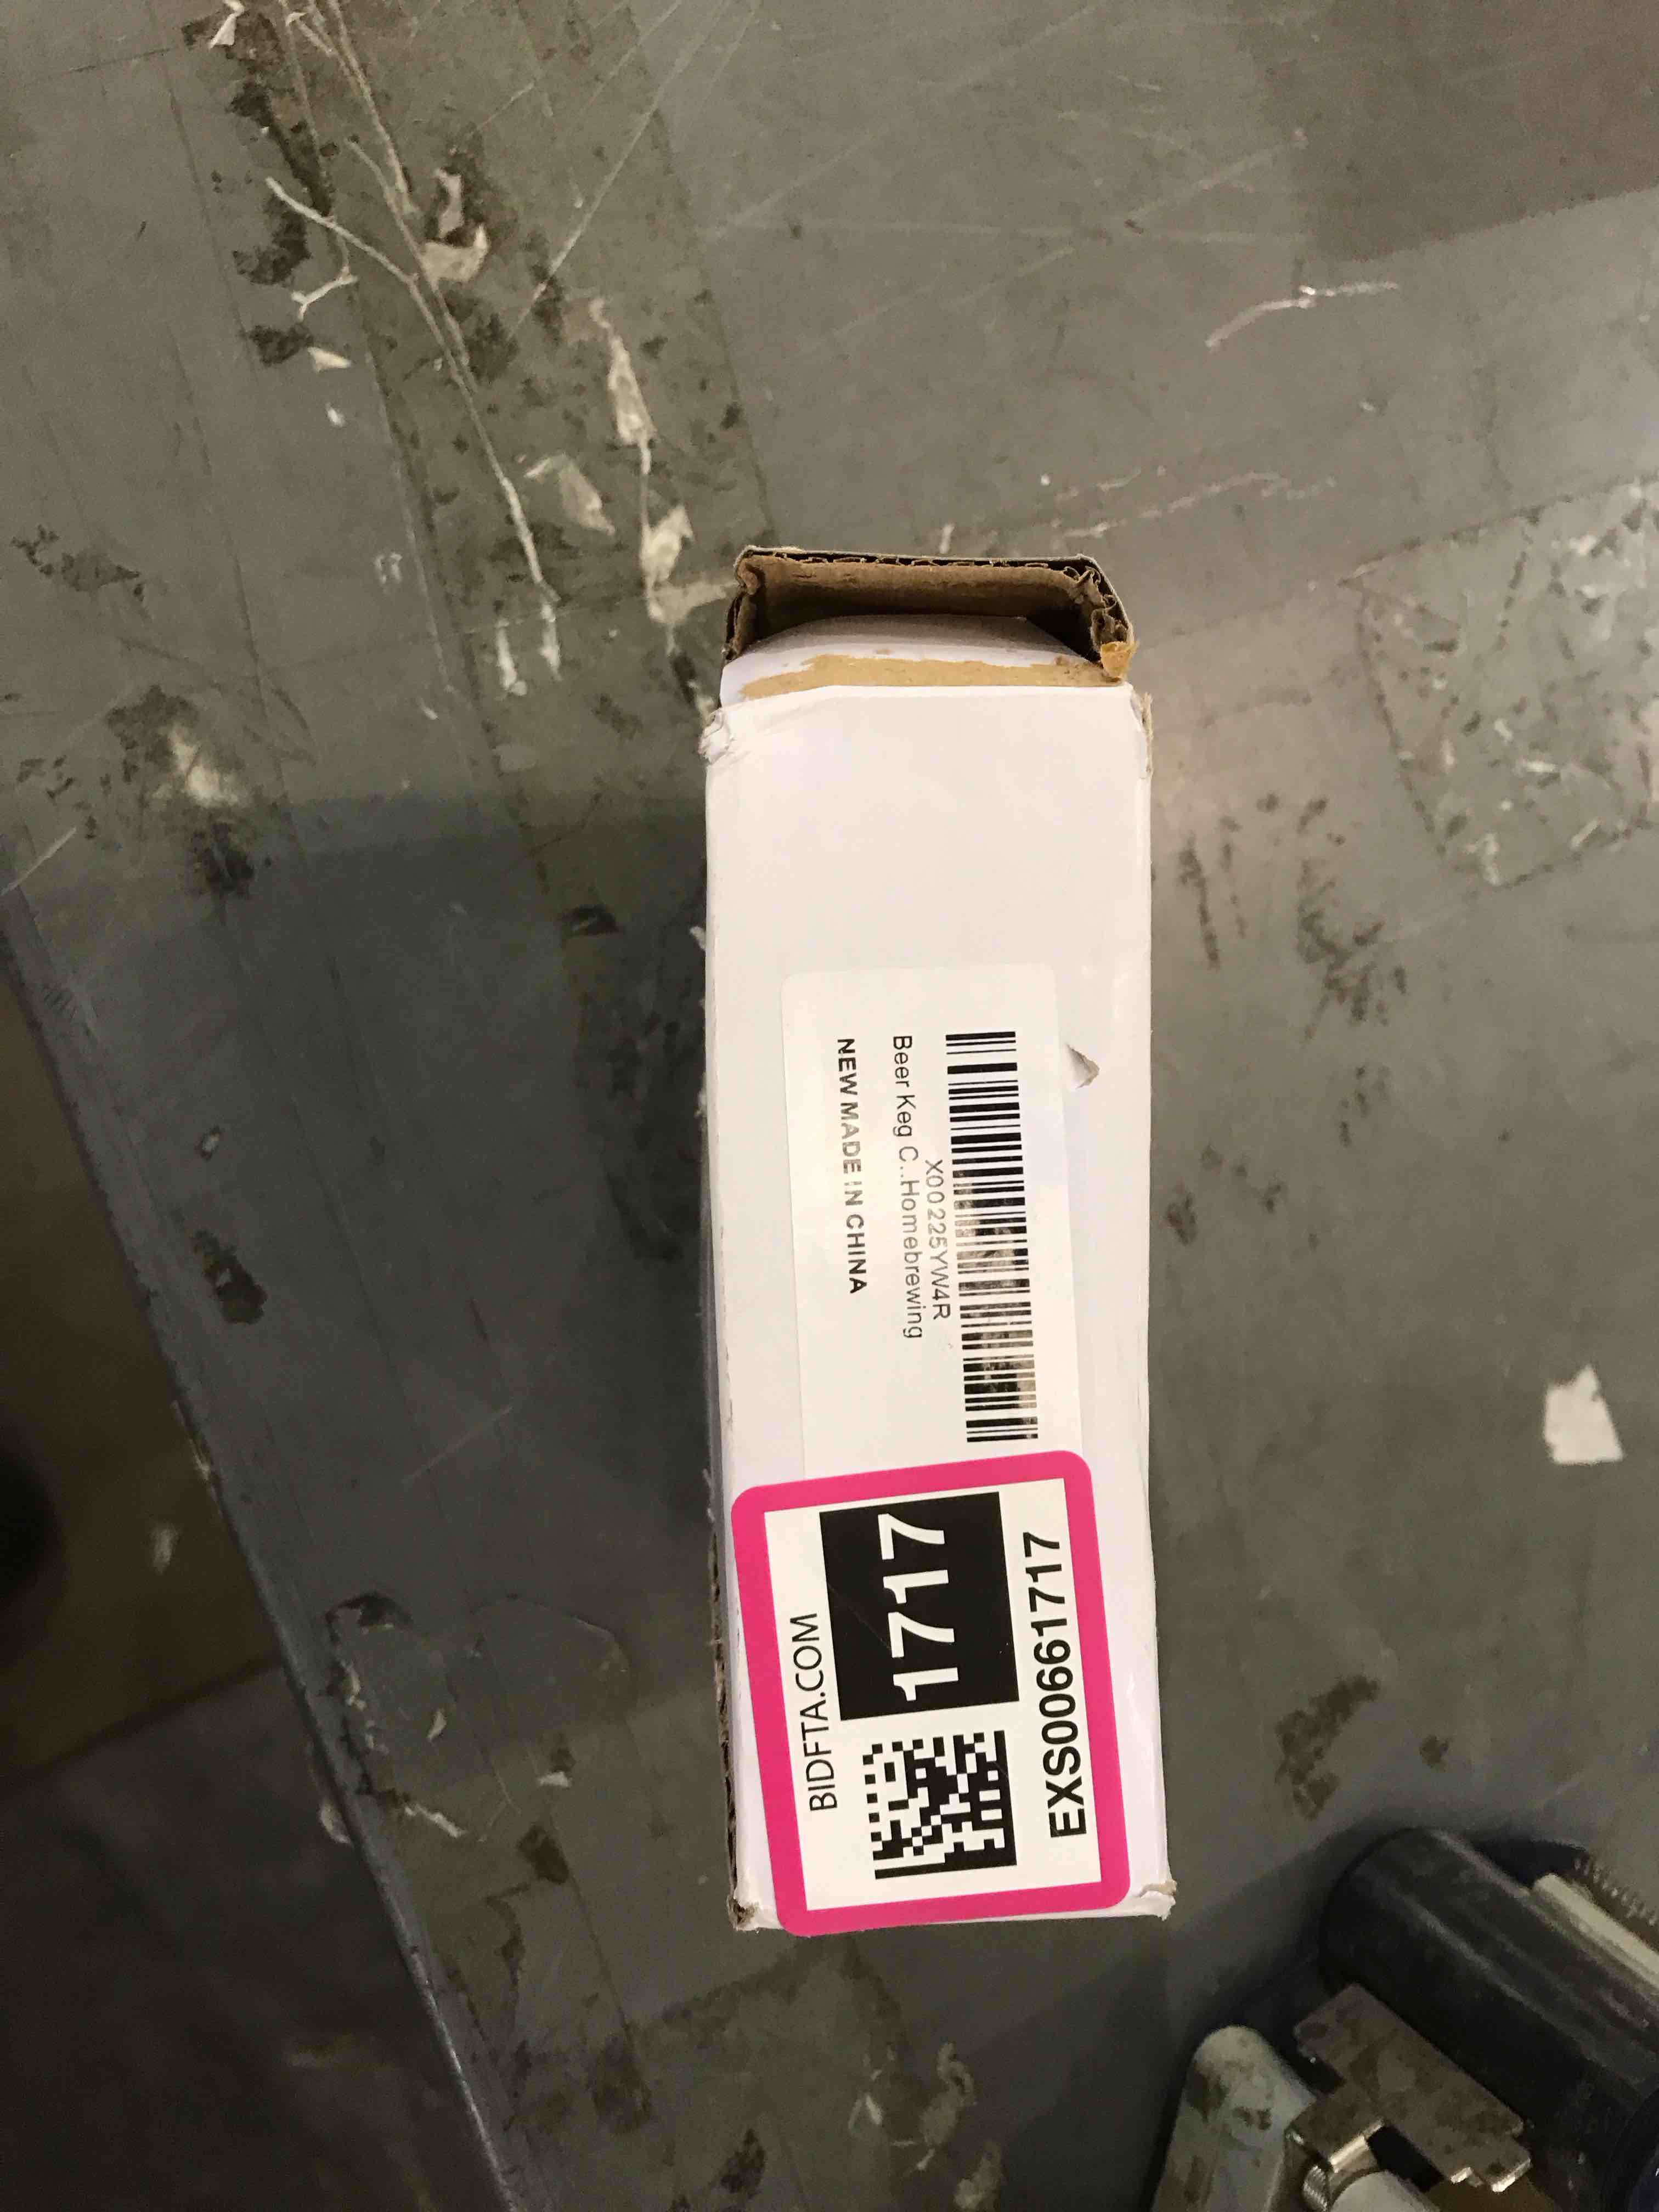 X00225YW4R
Beer Keg C...Homebrewing
NEW MADE IN CHINA
BIDFTA.COM
1717
EXS00661717